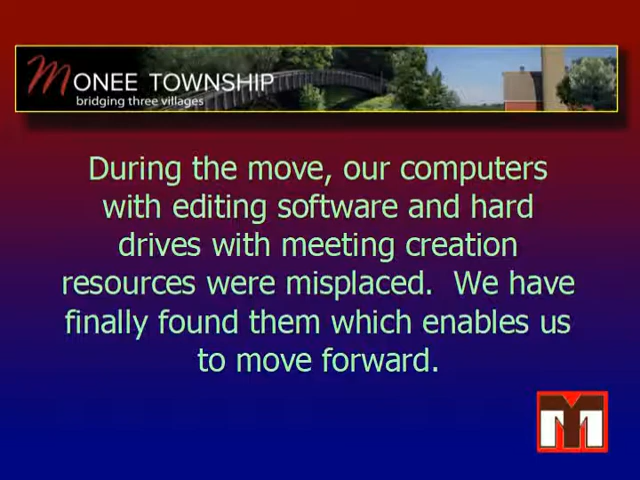 MONEE TOWNSHIP
bridging three villages
During the move, our computers
with editing software and hard
drives with meeting creation
resources were misplaced.  We have
finally found them which enables us
to move forward.
MT